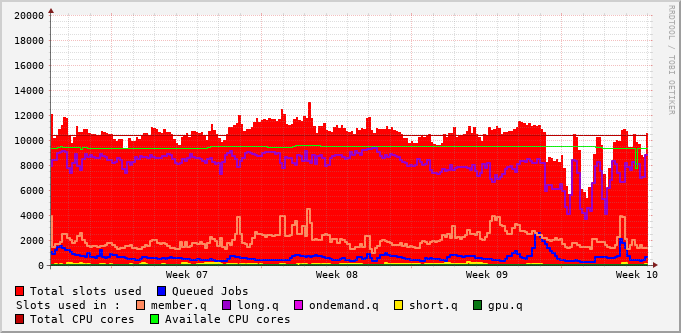 20000
18000
16000
14000
12000
10000
8000
6000
4000
2000
0
Week 07 Week 08 Week 09 Week 10
RRDTOOL / TOBI OETIKER
Total slots used Queued Jobs
Slots used in : member.q long.q ondemand.q short.q gpu.q
Total CPU cores Availale CPU cores